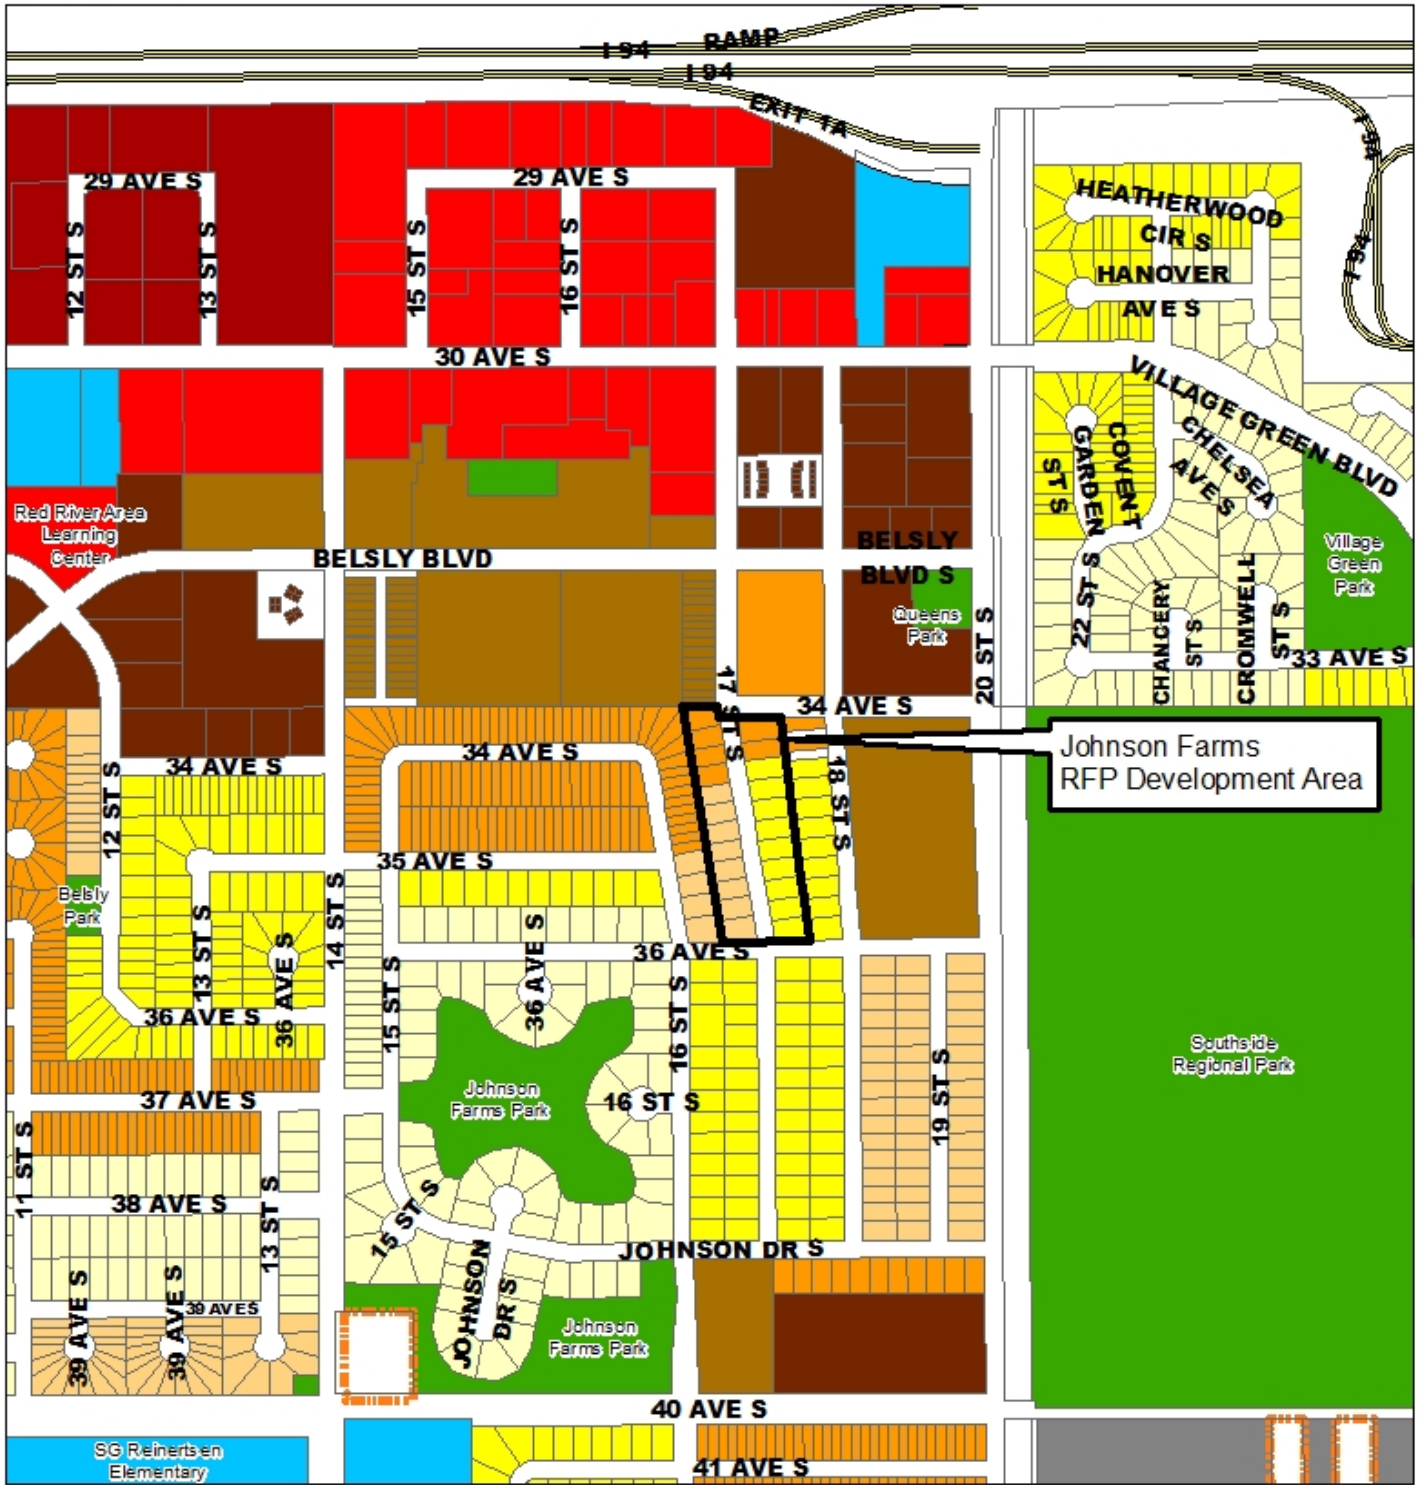 RAMP
I 94
I 94
EXIT 1A
I 94
I 94
29 AVE S
29 AVE S
12 ST S
13 ST S
15 ST S
16 ST S
HEATHERWOOD
CIR S
HANOVER
AVE S
30 AVE S
VILLAGE GREEN BLVD
CHELSEA
AVE S
COVENT
GARDEN
ST S
Red River Area
Learning
Center
BELSLY BLVD
BELSLY
BLVD S
Queens
Park
Village
Green
Park
22 ST S
CHANCERY
ST S
CROMWELL
ST S
33 AVE S
20 ST S
17 ST S
34 AVE S
34 AVE S
34 AVE S
Johnson Farms
RFP Development Area
12 ST S
18 ST S
35 AVE S
Belsly
Park
14 ST S
13 ST S
36 AVE S
36 AVE S
36 AVE S
36 AVE S
15 ST S
16 ST S
Southside
Regional Park
37 AVE S
Johnson
Farms Park
16 ST S
19 ST S
11 ST S
38 AVE S
13 ST S
15 ST S
JOHNSON DR S
JOHNSON
DR S
39 AVE S
39 AVE S
39 AVE S
Johnson
Farms Park
40 AVE S
SG Reinertsen
Elementary
41 AVE S